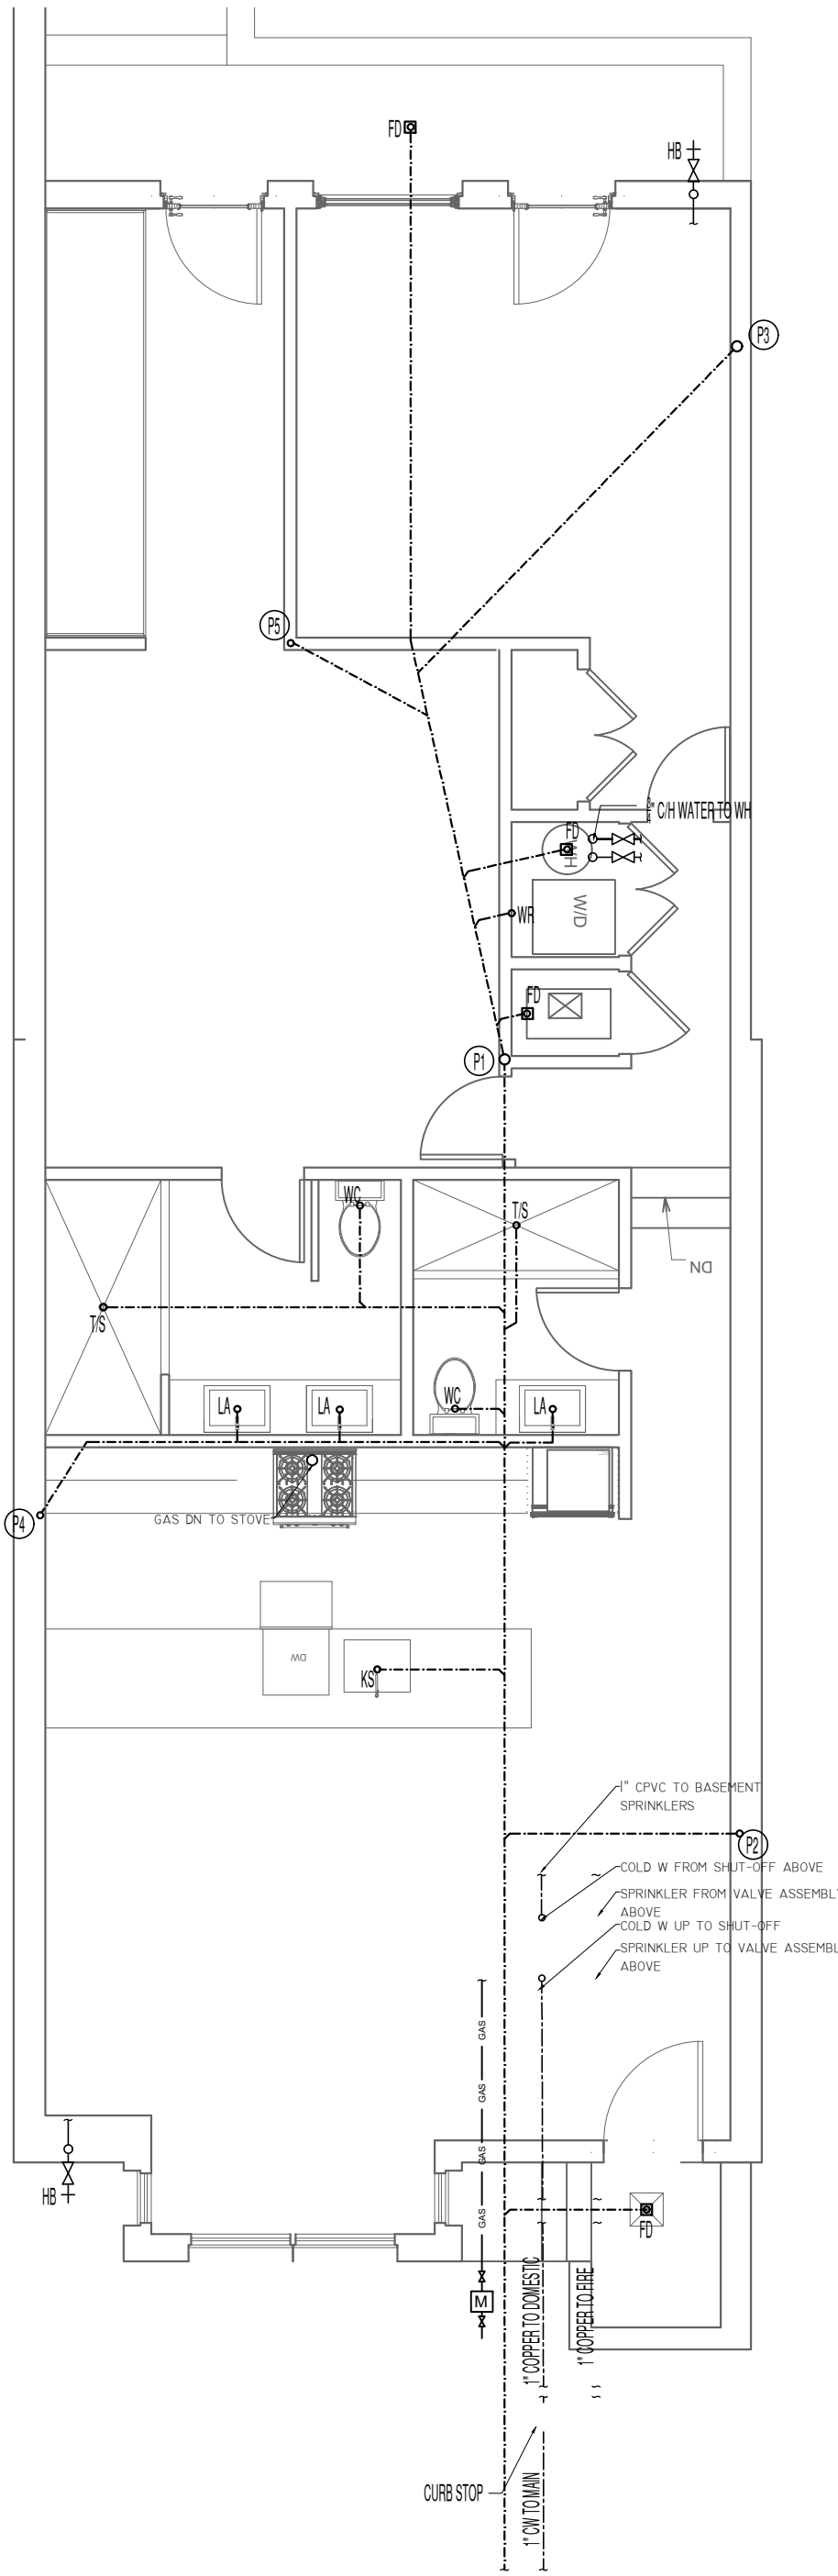 FD
HB
P3
P5
1/2" C/H WATER TO WH
FD
WH
WR
W/D
FD
P1
WC
T/S
DN
T/S
LA
LA
WC
LA
P4
GAS DN TO STOVE
DW
KS
1" CPVC TO BASEMENT
SPRINKLERS
P2
COLD W FROM SHUT-OFF ABOVE
SPRINKLER FROM VALVE ASSEMBLY
ABOVE
COLD W UP TO SHUT-OFF
SPRINKLER UP TO VALVE ASSEMBL
ABOVE
GAS
GAS
GAS
GAS
HB
FD
M
1" COPPER TO DOMESTIC
1" COPPER TO FIRE
CURB STOP
1" CW TO MAIN